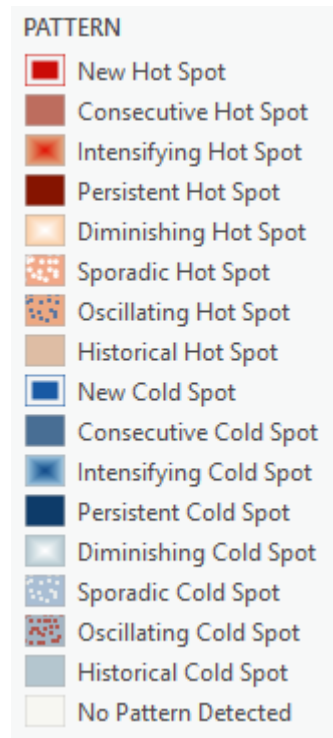 PATTERN
New Hot Spot
Consecutive Hot Spot
Intensifying Hot Spot
Persistent Hot Spot
Diminishing Hot Spot
Sporadic Hot Spot
Oscillating Hot Spot
Historical Hot Spot
New Cold Spot
Consecutive Cold Spot
Intensifying Cold Spot
Persistent Cold Spot
Diminishing Cold Spot
Sporadic Cold Spot
Oscillating Cold Spot
Historical Cold Spot
No Pattern Detected